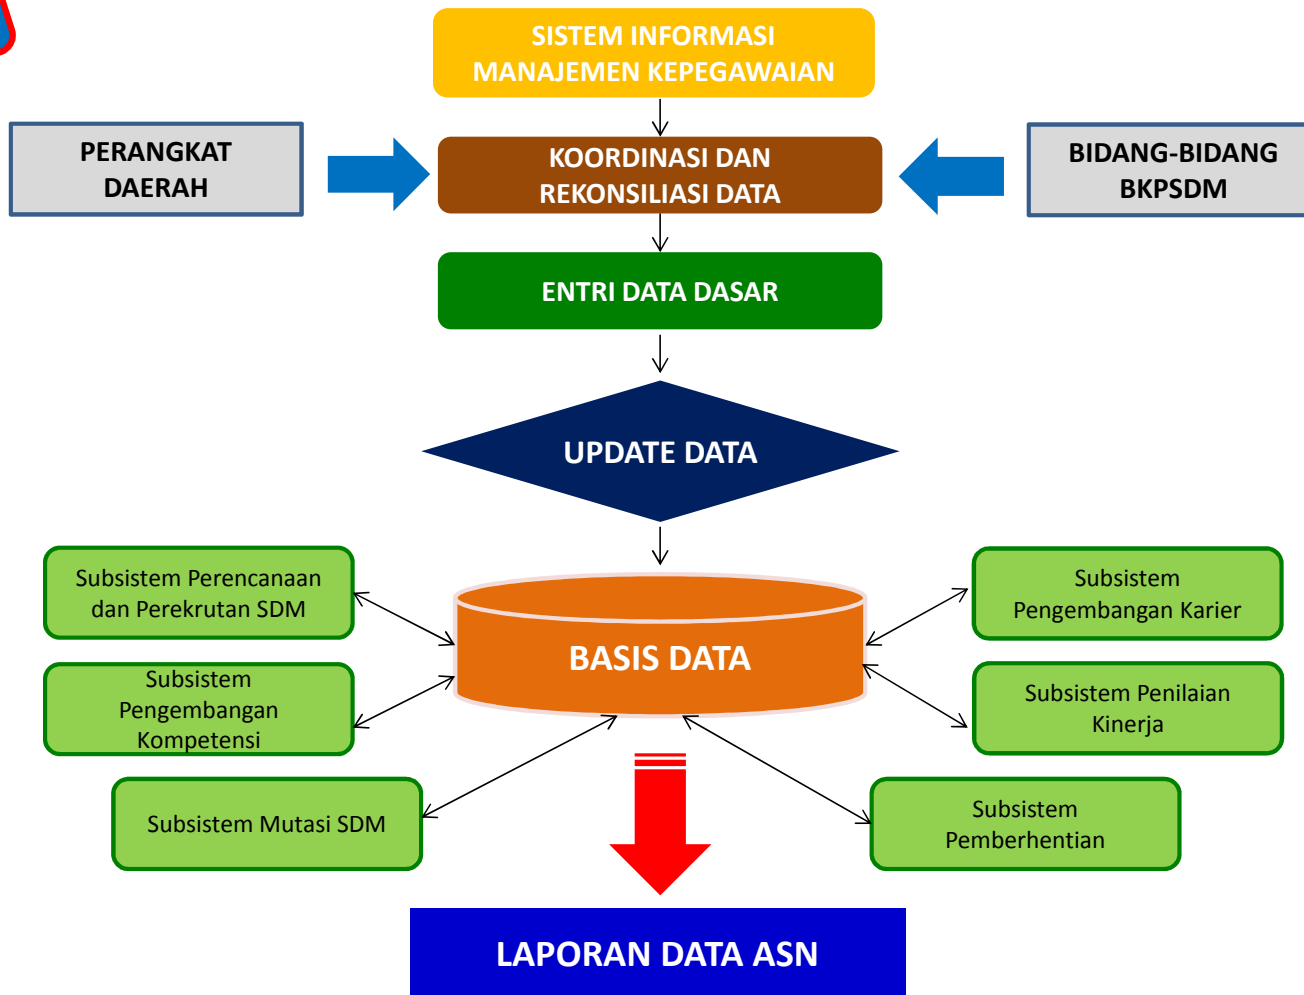 SISTEM INFORMASI
MANAJEMEN KEPEGAWAIAN
PERANGKAT
DAERAH
KOORDINASI DAN
REKONSILIASI DATA
BIDANG-BIDANG
BKPSDM
ENTRI DATA DASAR
UPDATE DATA
Subsistem Perencanaan
dan Perekrutan SDM
Subsistem
Pengembangan Karier
BASIS DATA
Subsistem
Pengembangan
Kompetensi
Subsistem Penilaian
Kinerja
Subsistem Mutasi SDM
Subsistem
Pemberhentian
LAPORAN DATA ASN